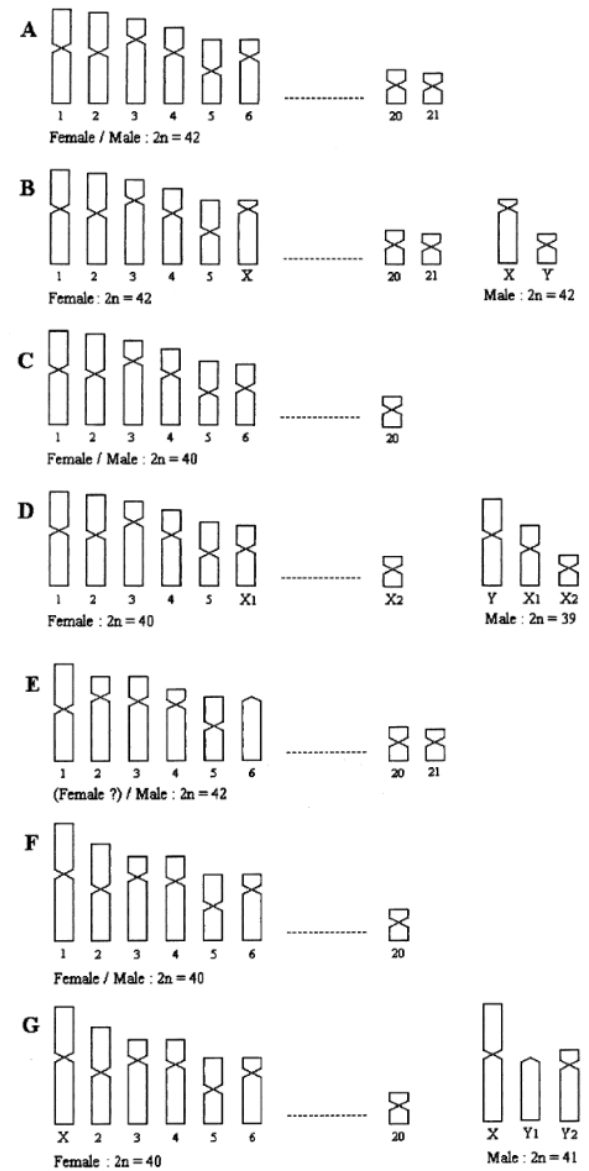 A
1 2 3 4 5 6 20 21
Female / Male : 2n = 42
B
1 2 3 4 5 X 20 21 X Y
Female : 2n = 42 Male : 2n = 42
C
1 2 3 4 5 6 20
Female / Male : 2n = 40
D
1 2 3 4 5 X1 X2 Y X1 X2
Female : 2n = 40 Male : 2n = 39
E
1 2 3 4 5 6 20 21
(Female ?) / Male : 2n = 42
F
1 2 3 4 5 6 20
Female / Male : 2n = 40
G
X 2 3 4 5 6 20 X Y1 Y2
Female : 2n = 40 Male : 2n = 41